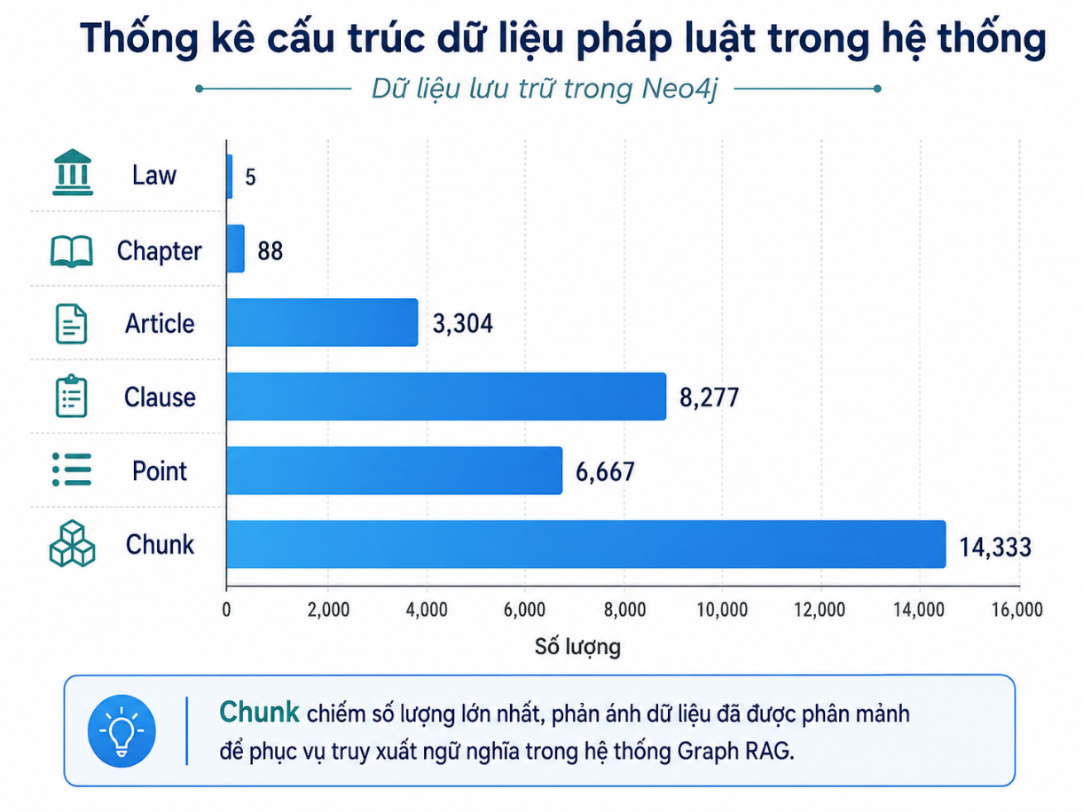 Thống kê cấu trúc dữ liệu pháp luật trong hệ thống
Dữ liệu lưu trữ trong Neo4j
Law 5
Chapter 88
Article 3,304
Clause 8,277
Point 6,667
Chunk 14,333
0 2,000 4,000 6,000 8,000 10,000 12,000 14,000 16,000
Số lượng
Chunk chiếm số lượng lớn nhất, phản ánh dữ liệu đã được phân mảnh
để phục vụ truy xuất ngữ nghĩa trong hệ thống Graph RAG.